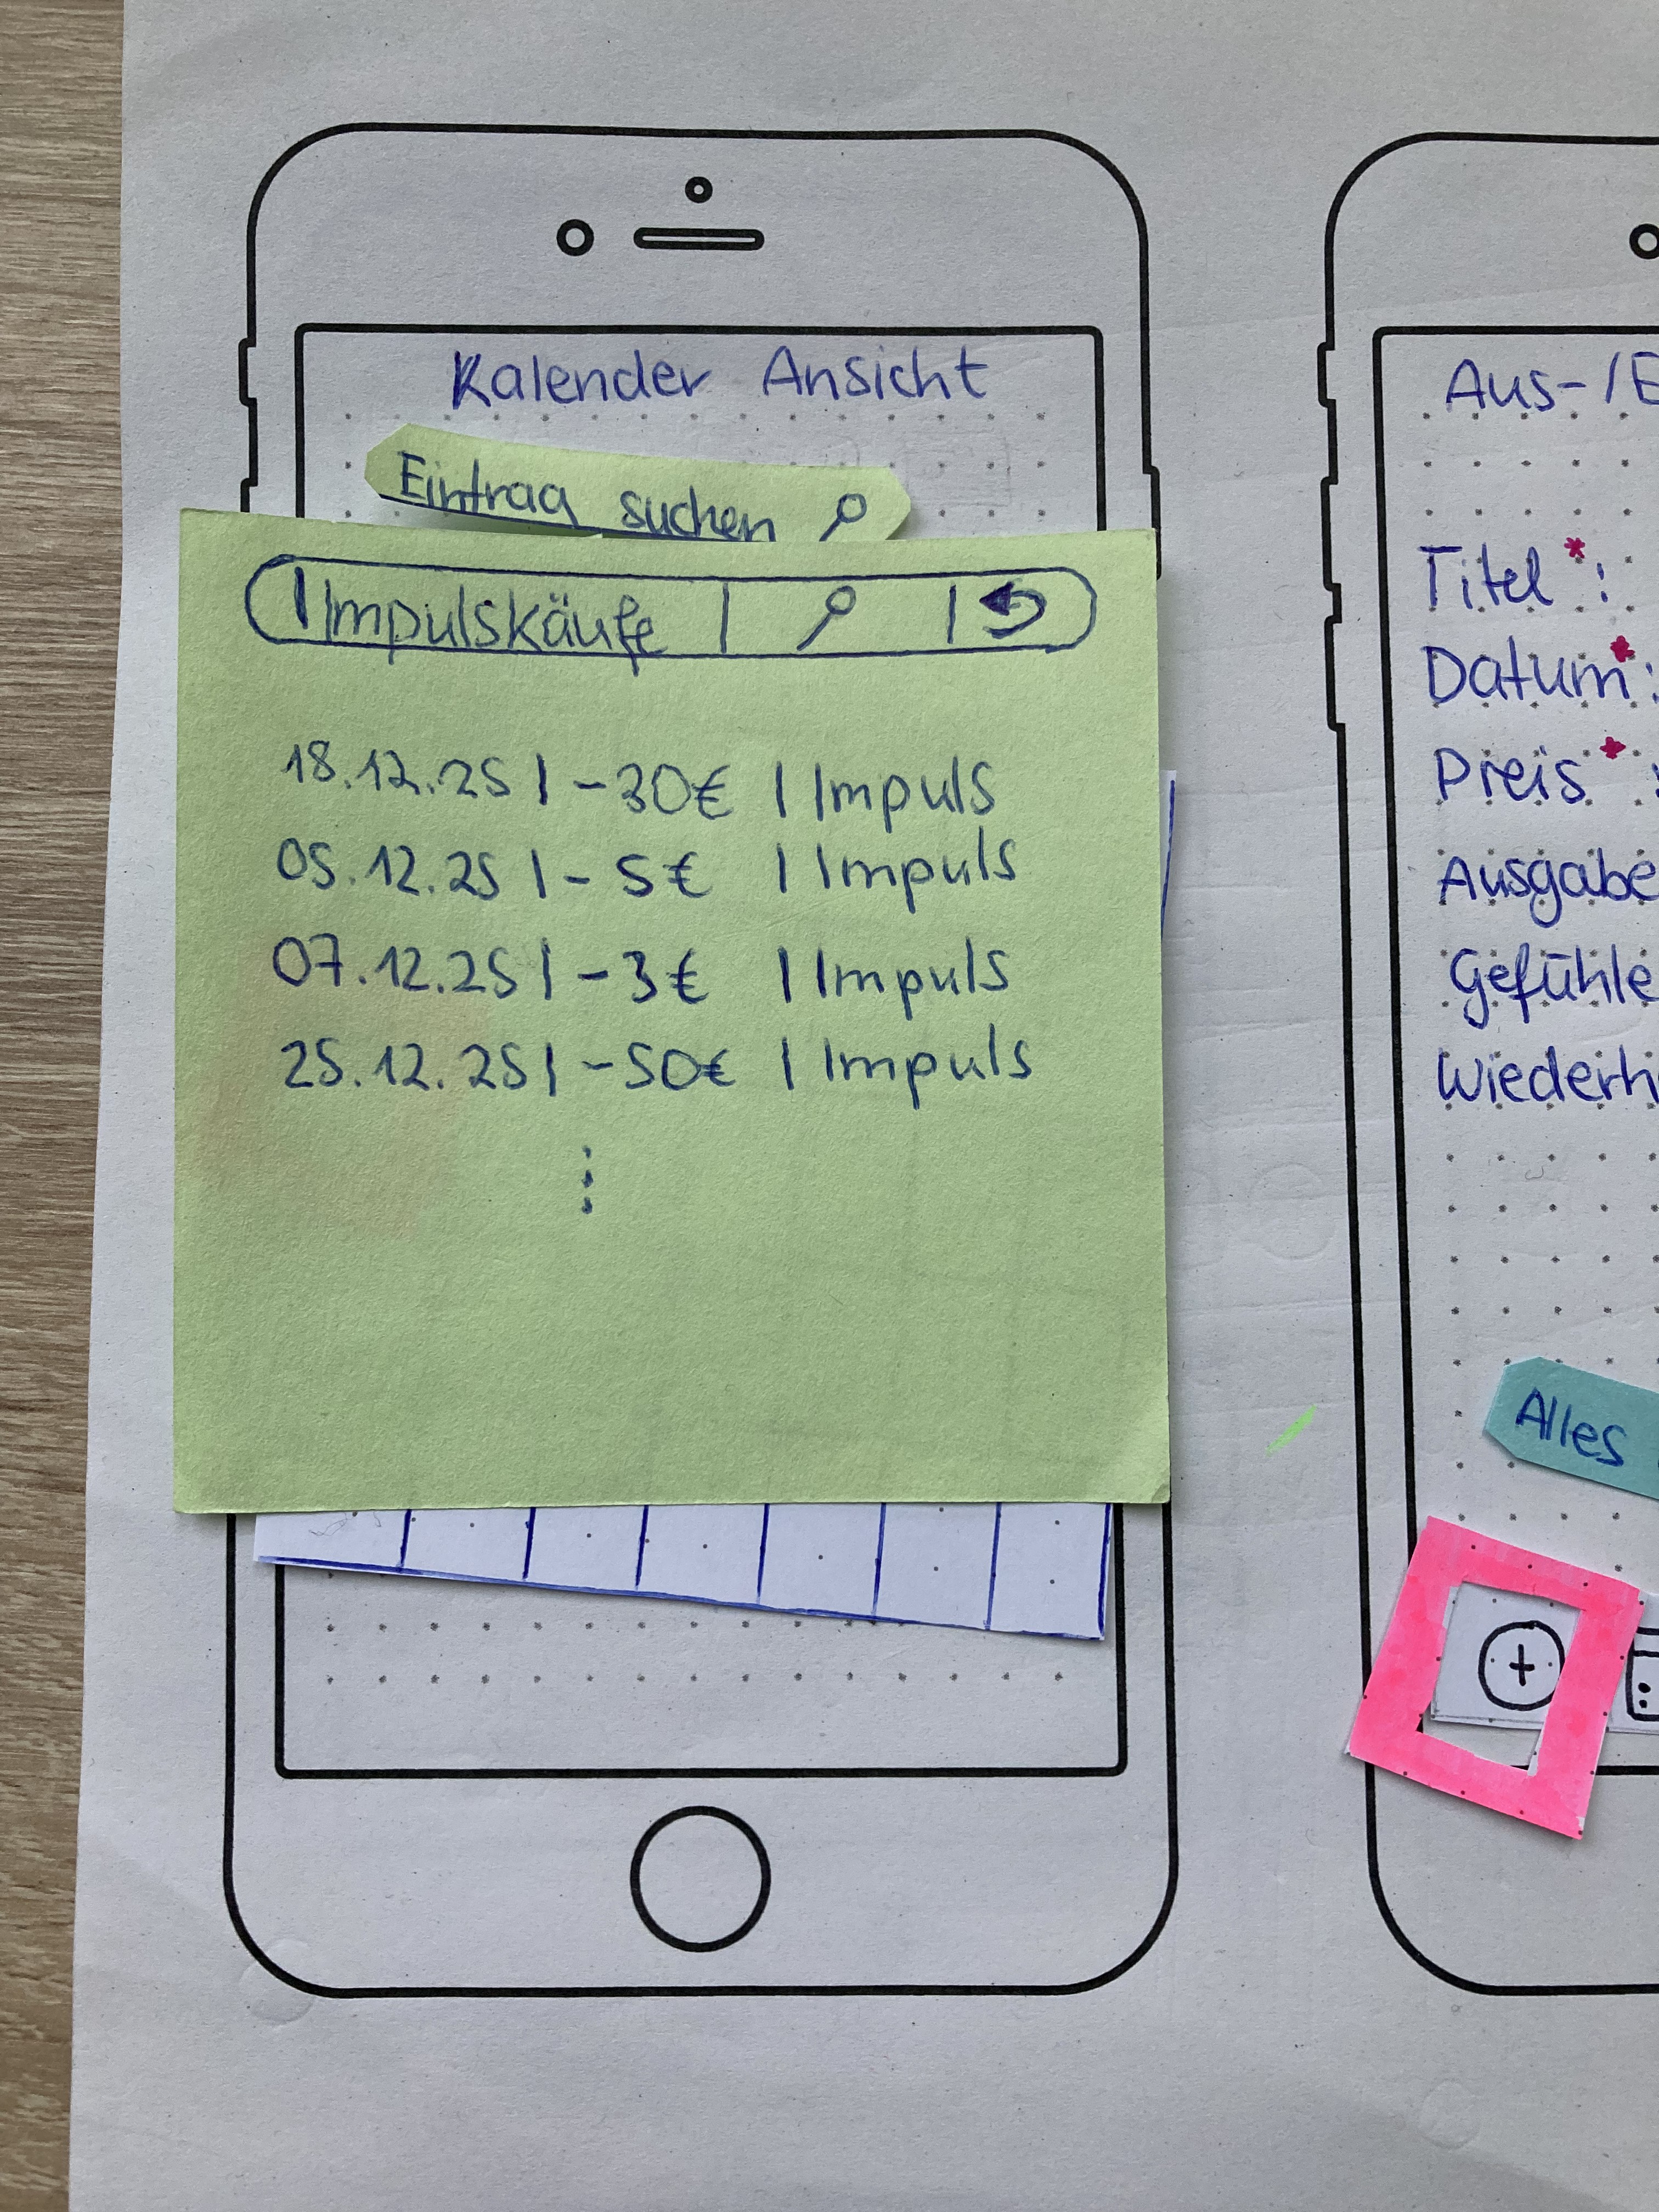 Kalender Ansicht
Eintrag suchen
Impulskäufe
18.12.25 | -30€ | Impuls
05.12.25 | -5€ | Impuls
07.12.25 | -3€ | Impuls
25.12.25 | -50€ | Impuls
⋮
Aus-/E
Titel*:
Datum*:
Preis*:
Ausgabe
Gefühle
Wiederh
Alles
+